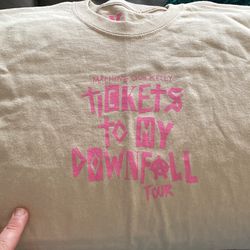 MACHINE GUN KELLY
TICKETS
TO MY
DOWNFALL
TOUR